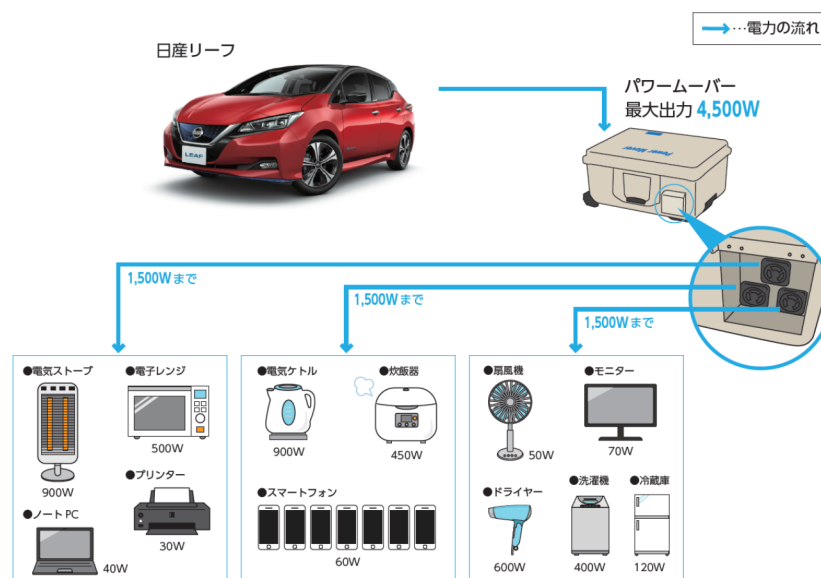 …電力の流れ
日産リーフ
LEAF
パワームーバー
最大出力 4,500W
Power Mover
1,500Wまで
1,500Wまで
1,500Wまで
●電気ストーブ
900W
●電子レンジ
500W
●プリンター
30W
●ノートPC
40W
●電気ケトル
900W
●炊飯器
450W
●スマートフォン
60W
●扇風機
50W
●モニター
70W
●ドライヤー
600W
●洗濯機
400W
●冷蔵庫
120W